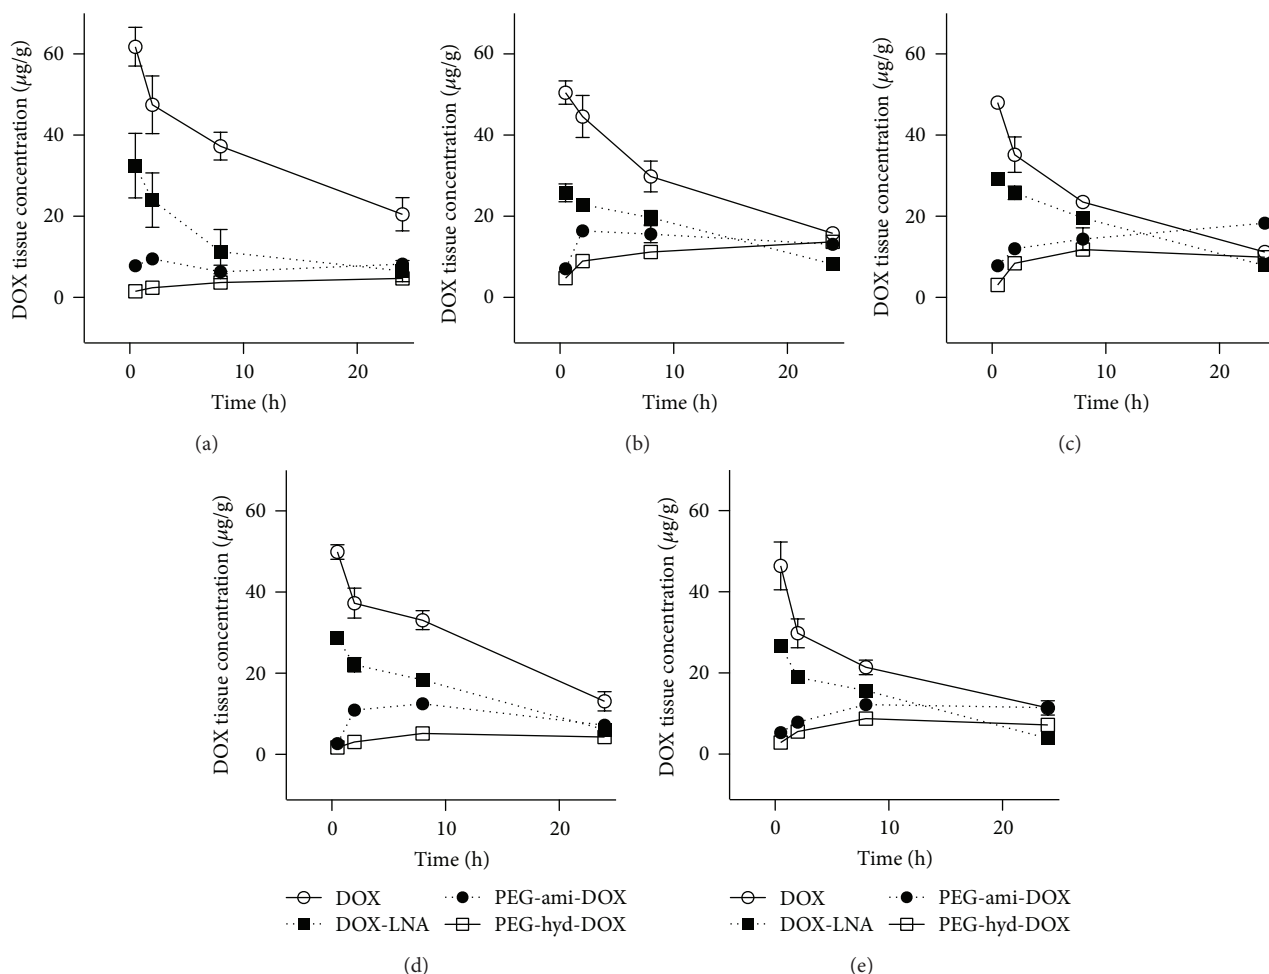 DOX tissue concentration (μg/g)
60
40
20
0
0 10 20
Time (h)
(a)
DOX tissue concentration (μg/g)
60
40
20
0
0 10 20
Time (h)
(b)
DOX tissue concentration (μg/g)
60
40
20
0
0 10 20
Time (h)
(c)
DOX tissue concentration (μg/g)
60
40
20
0
0 10 20
Time (h)
DOX PEG-ami-DOX
DOX-LNA PEG-hyd-DOX
(d)
DOX tissue concentration (μg/g)
60
40
20
0
0 10 20
Time (h)
DOX PEG-ami-DOX
DOX-LNA PEG-hyd-DOX
(e)